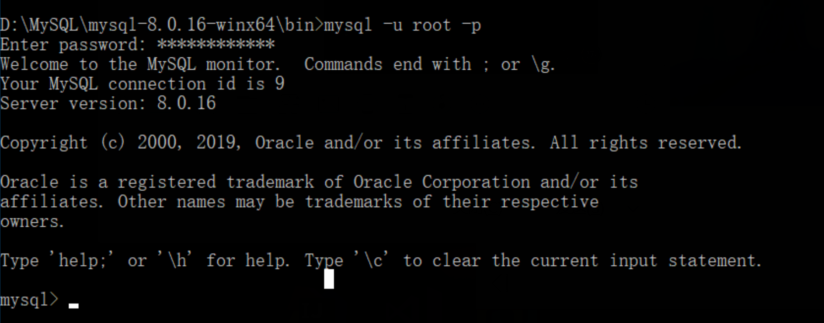 D:\MySQL\mysql-8.0.16-winx64\bin>mysql -u root -p
Enter password: ************
Welcome to the MySQL monitor.  Commands end with ; or \g.
Your MySQL connection id is 9
Server version: 8.0.16
Copyright (c) 2000, 2019, Oracle and/or its affiliates. All rights reserved.
Oracle is a registered trademark of Oracle Corporation and/or its
affiliates. Other names may be trademarks of their respective
owners.
Type 'help;' or '\h' for help. Type '\c' to clear the current input statement.
mysql>